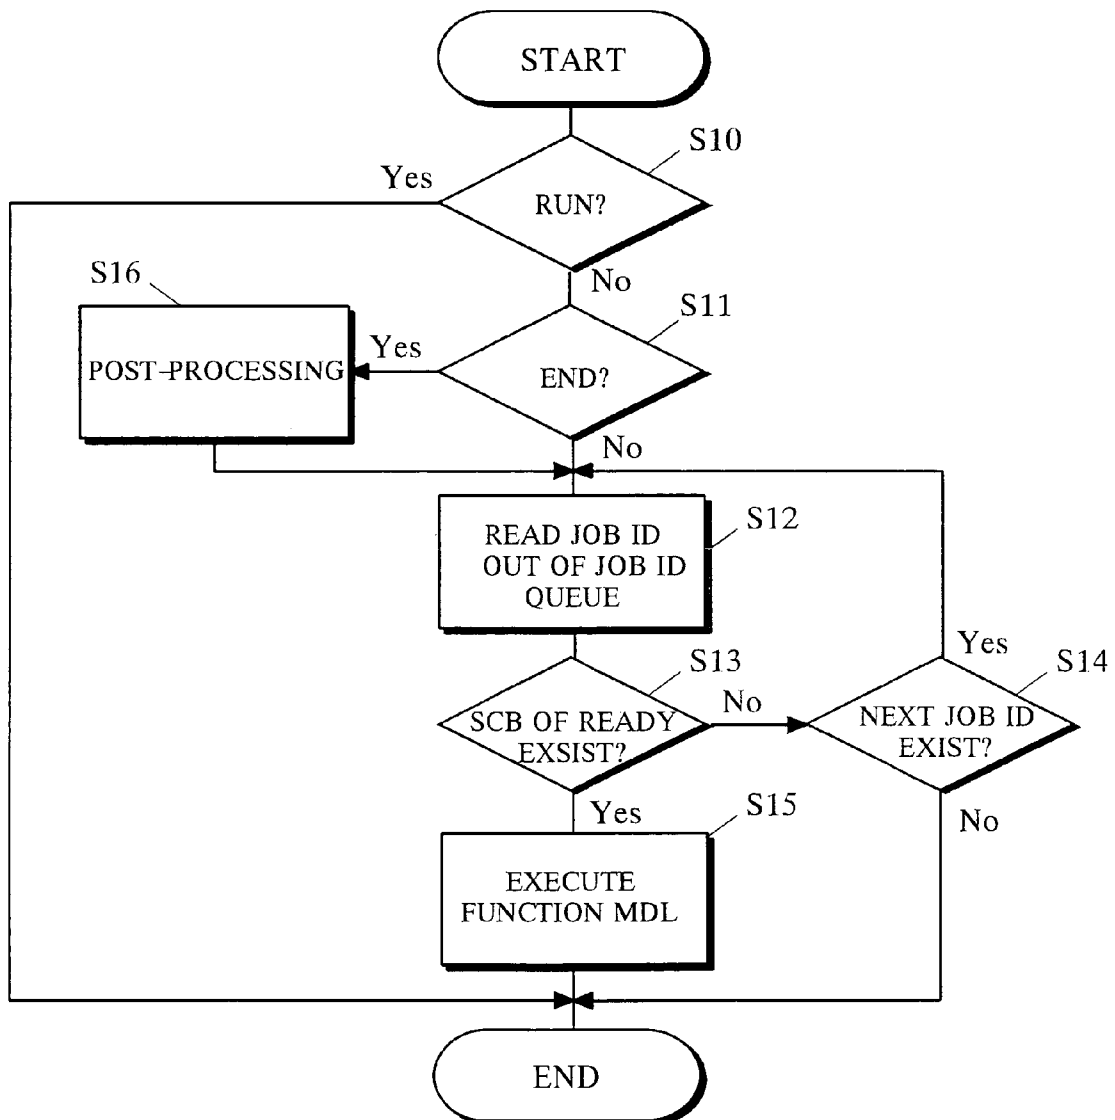 START
S10
Yes
RUN?
No
S16
S11
Yes
POST-PROCESSING
END?
No
READ JOB ID
OUT OF JOB ID
QUEUE
S12
Yes
S13
S14
No
SCB OF READY
EXSIST?
NEXT JOB ID
EXIST?
Yes
S15
No
EXECUTE
FUNCTION MDL
END